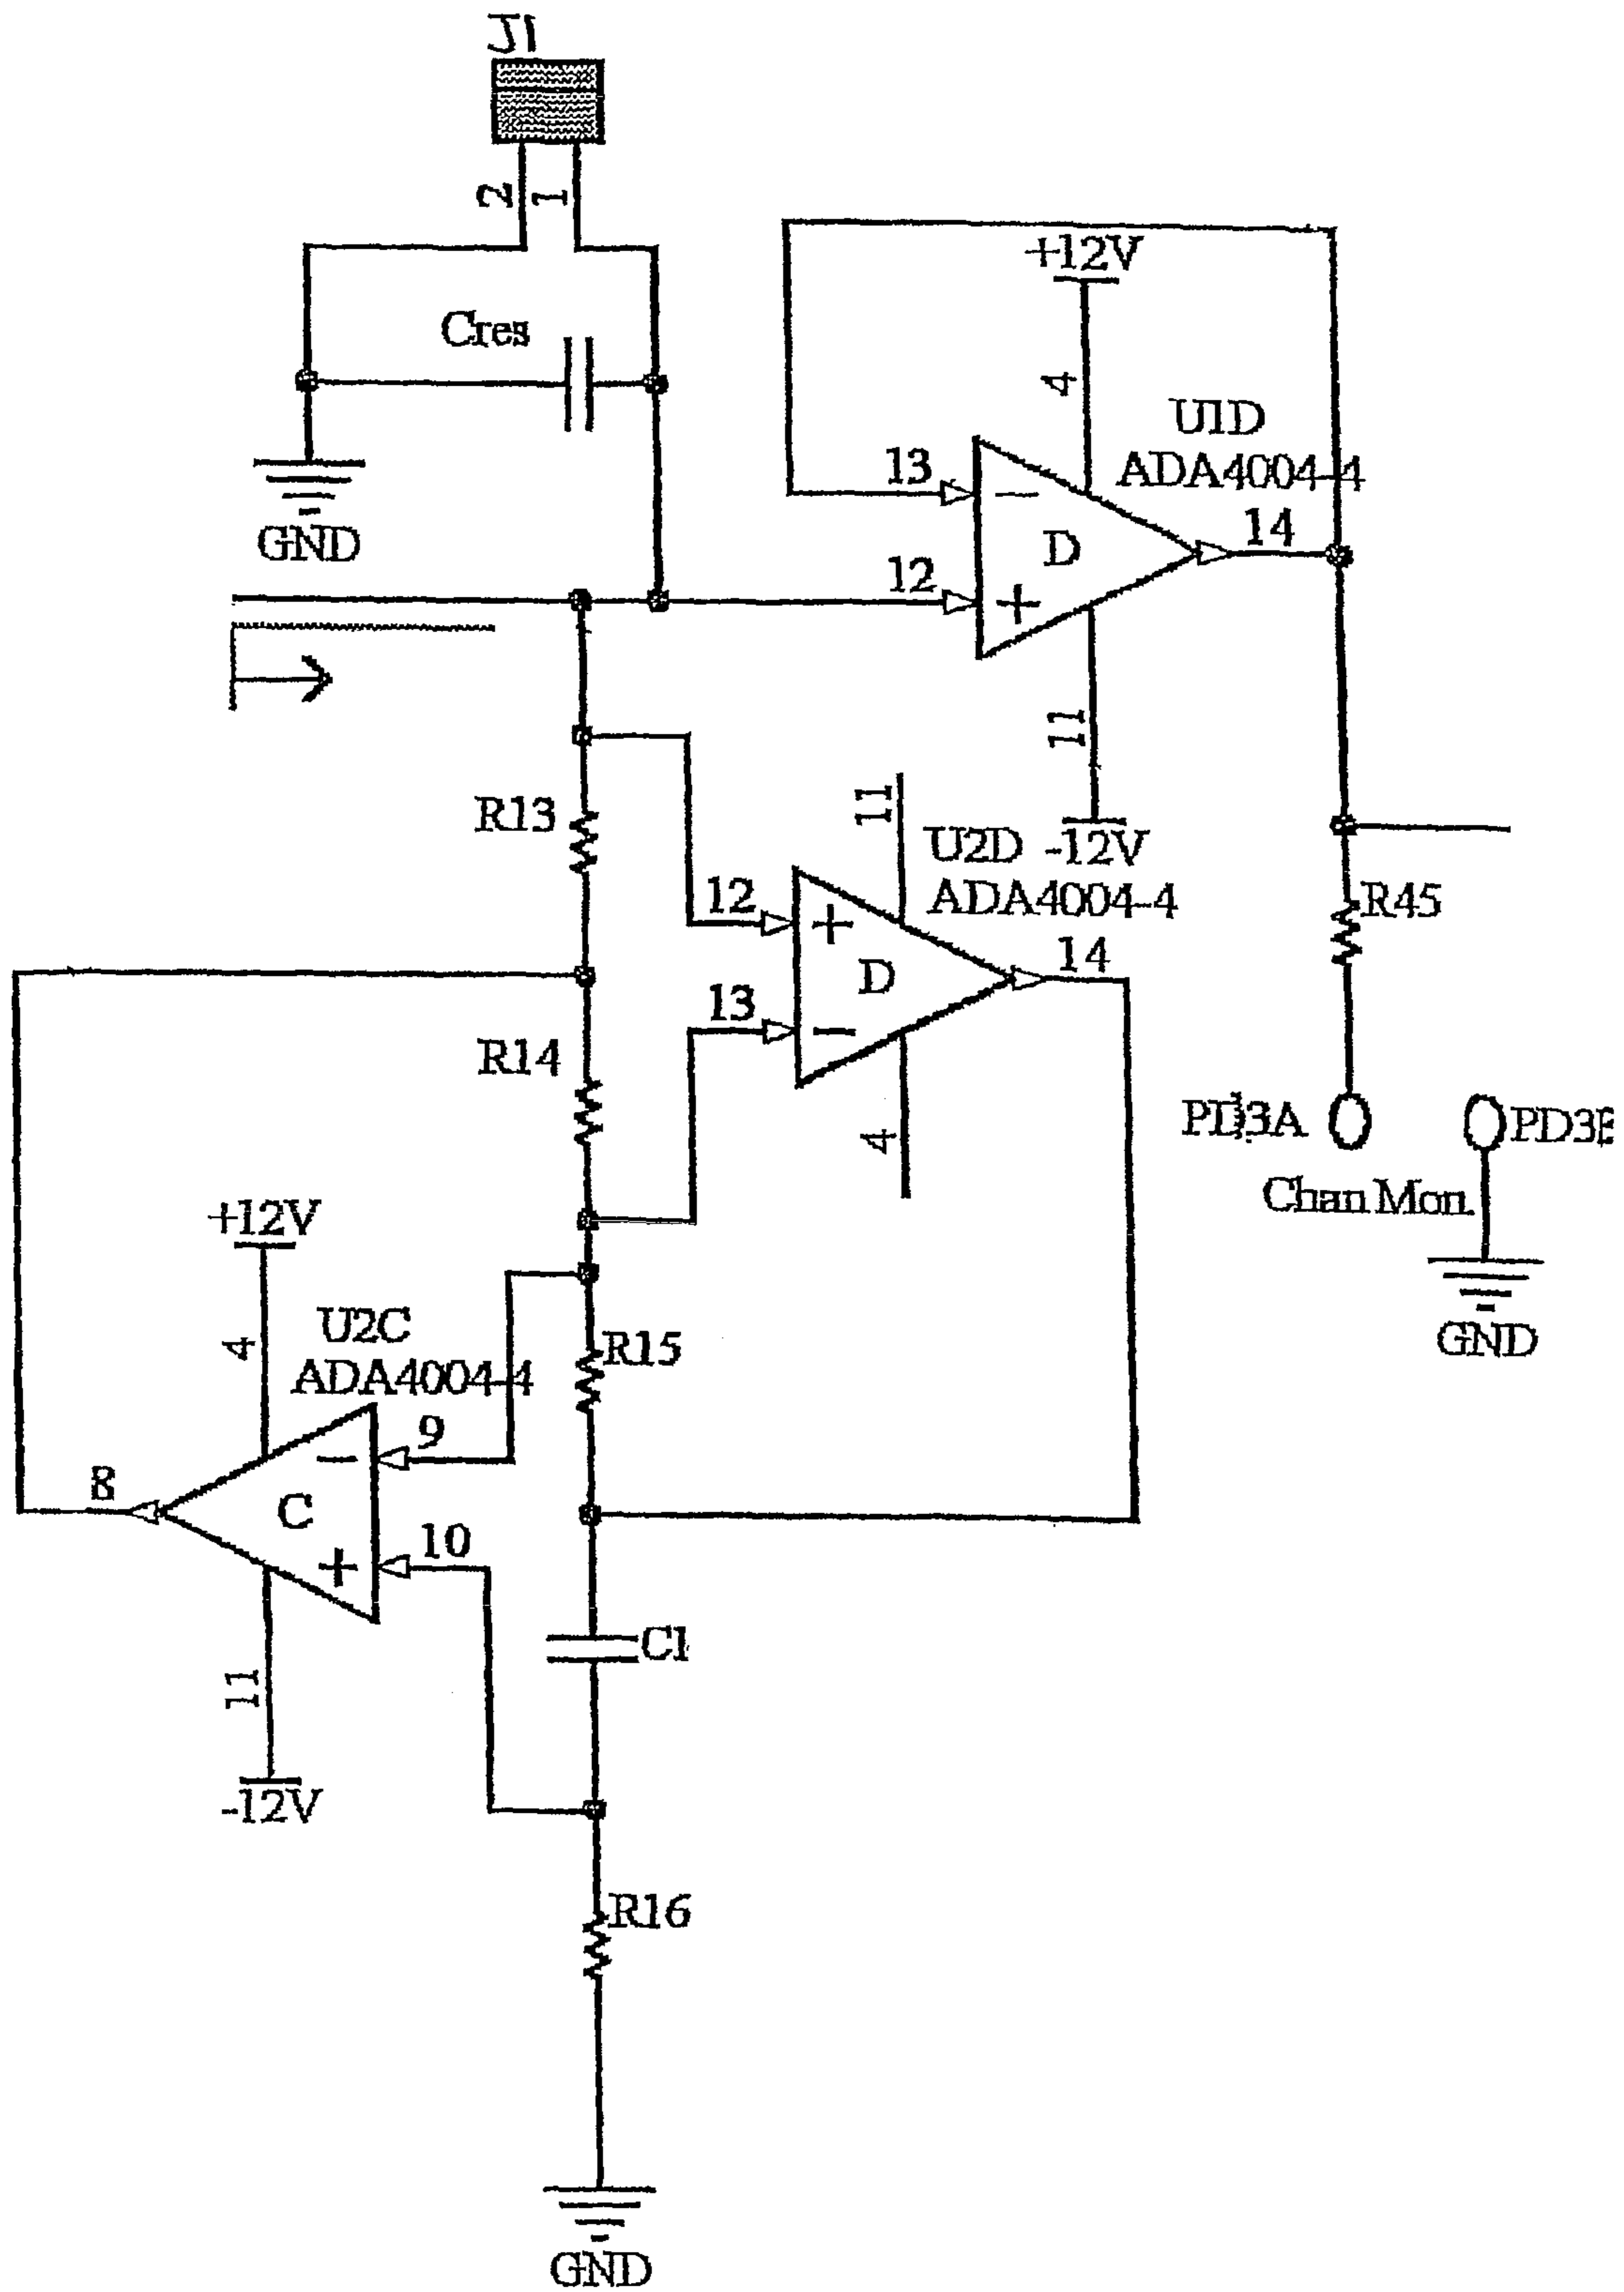 J1
2 1
Cres
GND
+12V
4
U1D
ADA4004-4
13
D
14
12
11
-12V
R13
11
U2D
ADA4004-4
12
D
14
13
4
R14
R45
PD3A
Chan Mon.
GND
+12V
4
U2C
ADA4004-4
R15
9
8
C
10
11
-12V
C1
R16
GND